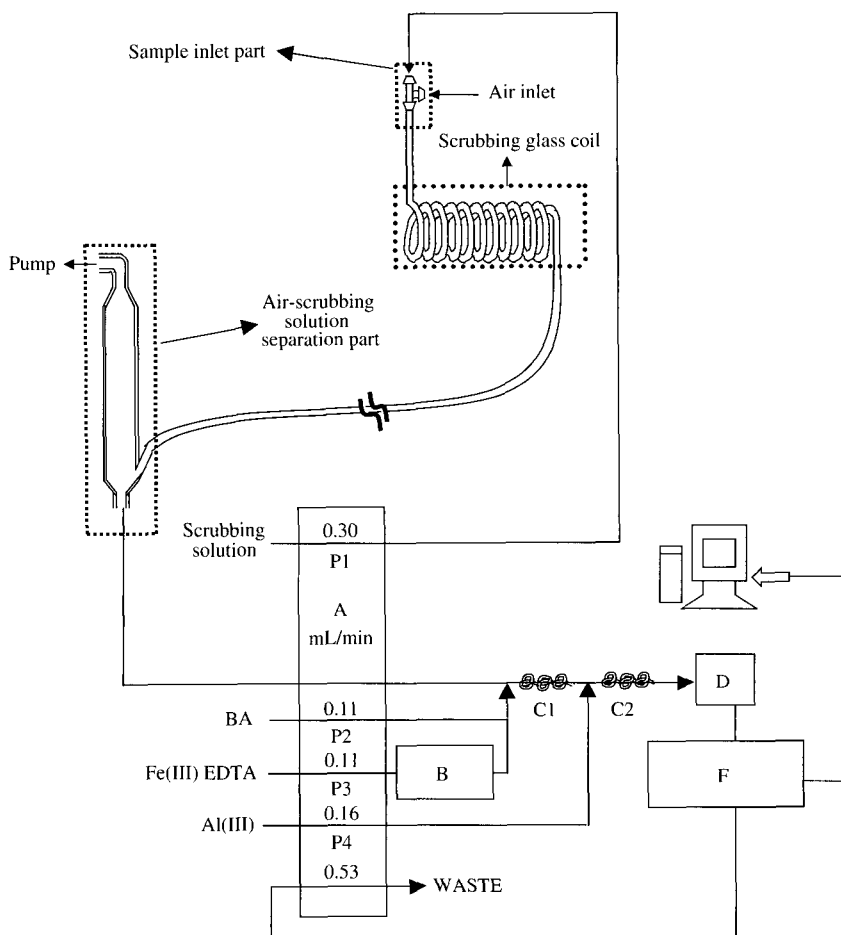 Sample inlet part
Air inlet
Scrubbing glass coil
Pump
Air-scrubbing
solution
separation part
Scrubbing
solution
0.30
P1
A
mL/min
D
C1
C2
BA
0.11
P2
Fe(III) EDTA
0.11
P3
B
F
Al(III)
0.16
P4
0.53
WASTE